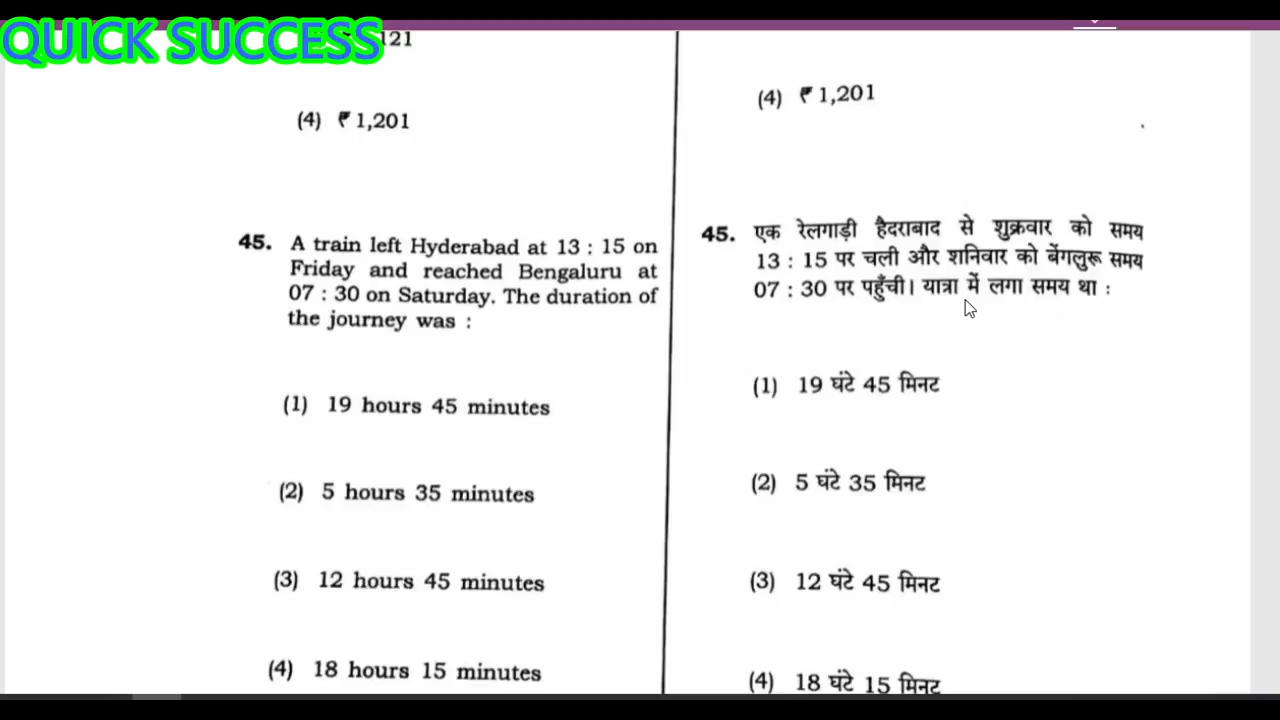 QUICK SUCCESS
121
(4) ₹ 1,201
45. A train left Hyderabad at 13 : 15 on
Friday and reached Bengaluru at
07 : 30 on Saturday. The duration of
the journey was :
(1) 19 hours 45 minutes
(2) 5 hours 35 minutes
(3) 12 hours 45 minutes
(4) 18 hours 15 minutes
(4) ₹ 1,201
45. एक रेलगाड़ी हैदराबाद से शुक्रवार को समय
13 : 15 पर चली और शनिवार को बेंगलुरू समय
07 : 30 पर पहुँची। यात्रा में लगा समय था :
(1) 19 घंटे 45 मिनट
(2) 5 घंटे 35 मिनट
(3) 12 घंटे 45 मिनट
(4) 18 घंटे 15 मिनट